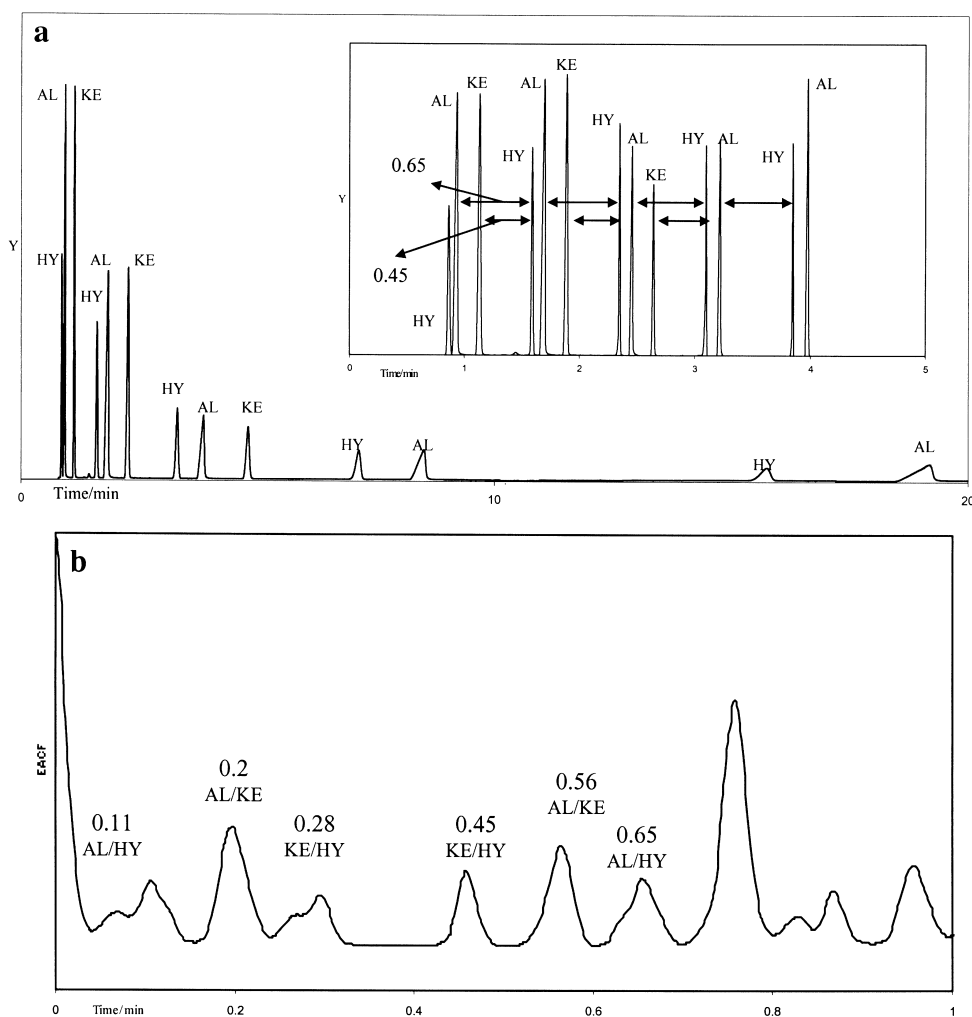 a
AL KE
HY AL KE
HY
HY AL KE
HY AL
HY AL
Y
0 10 20
Time/min
KE
AL KE AL AL
HY
HY AL HY AL
HY
KE
0.65
0.45
HY
Y
0 1 2 3 4 5
Time/min
b
EACF
0.11
AL/HY
0.2
AL/KE
0.28
KE/HY
0.45
KE/HY
0.56
AL/KE
0.65
AL/HY
0 Time/min 0.2 0.4 0.6 0.8 1